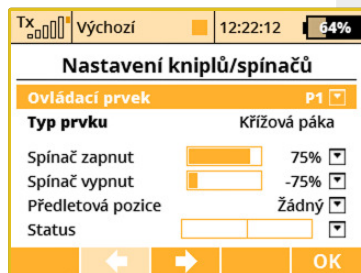 Tx Výchozí 12:22:12 64%
Nastavení kniplů/spínačů
Ovládací prvek P1
Typ prvku Křížová páka
Spínač zapnut 75%
Spínač vypnut -75%
Předletová pozice Žádný
Status
OK